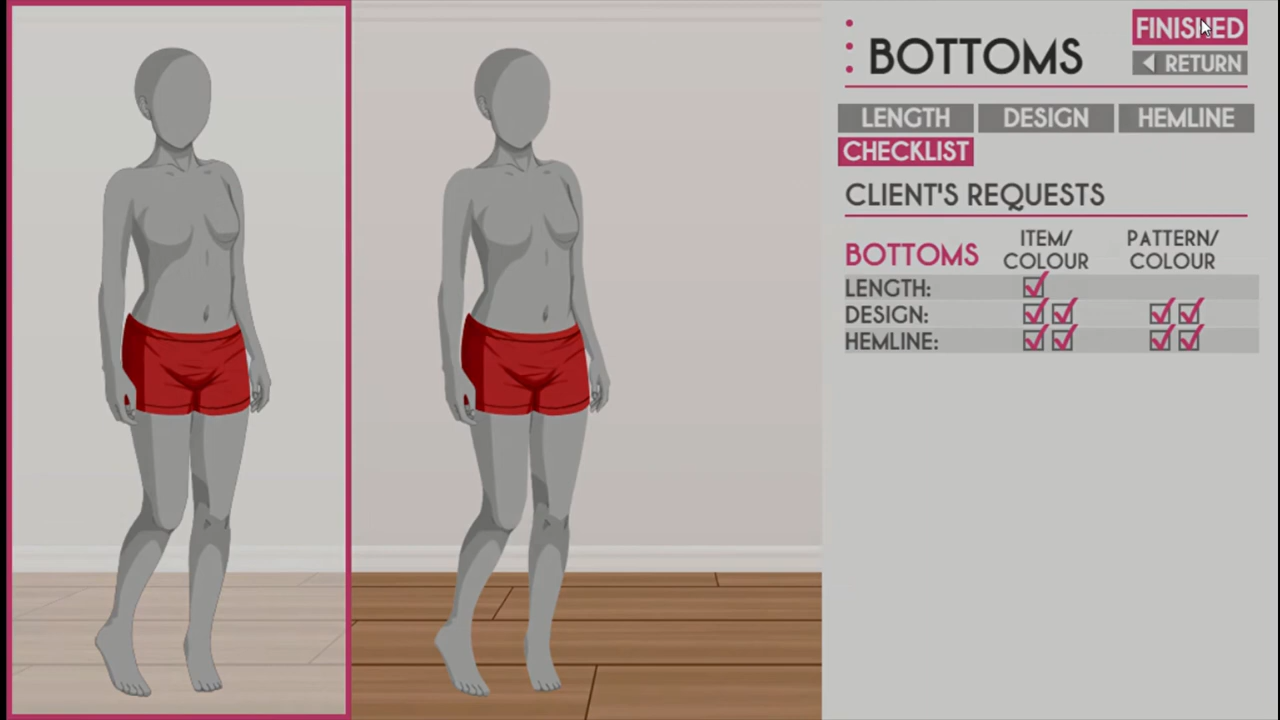 FINISHED
BOTTOMS
RETURN
LENGTH DESIGN HEMLINE
CHECKLIST
CLIENT'S REQUESTS
BOTTOMS ITEM/ COLOUR PATTERN/ COLOUR
LENGTH:
DESIGN:
HEMLINE: